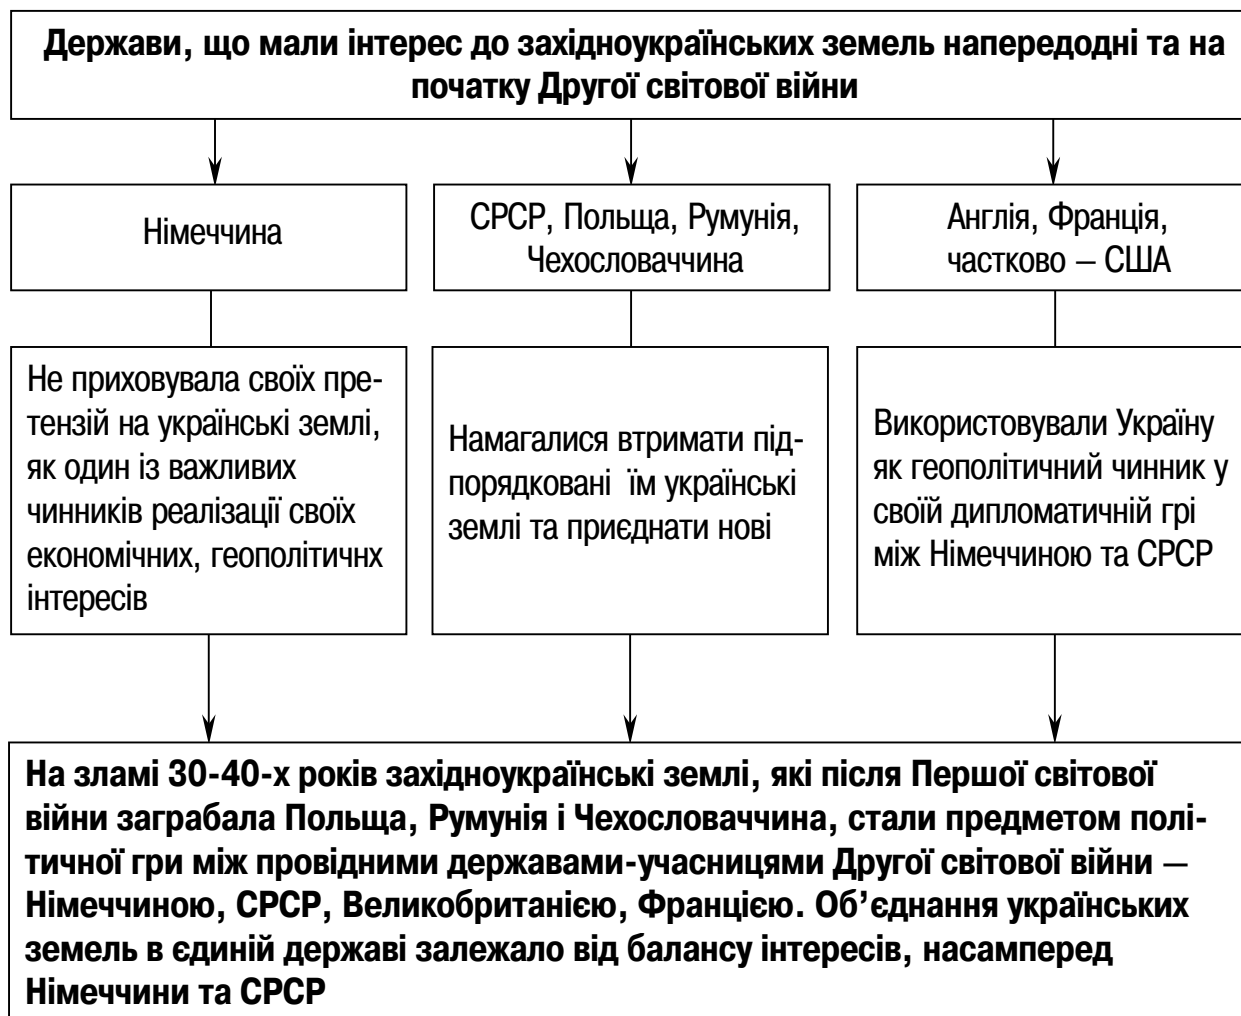 Держави, що мали інтерес до західноукраїнських земель напередодні та на
початку Другої світової війни
Німеччина
СРСР, Польща, Румунія,
Чехословаччина
Англія, Франція,
частково – США
Не приховувала своїх пре-
тензій на українські землі,
як один із важливих
чинників реалізації своїх
економічних, геополітичнх
інтересів
Намагалися втримати під-
порядковані їм українські
землі та приєднати нові
Використовували Україну
як геополітичний чинник у
своїй дипломатичній грі
між Німеччиною та СРСР
На зламі 30-40-х років західноукраїнські землі, які після Першої світової
війни заграбала Польща, Румунія і Чехословаччина, стали предметом полі-
тичної гри між провідними державами-учасницями Другої світової війни –
Німеччиною, СРСР, Великобританією, Францією. Об’єднання українських
земель в єдиній державі залежало від балансу інтересів, насамперед
Німеччини та СРСР